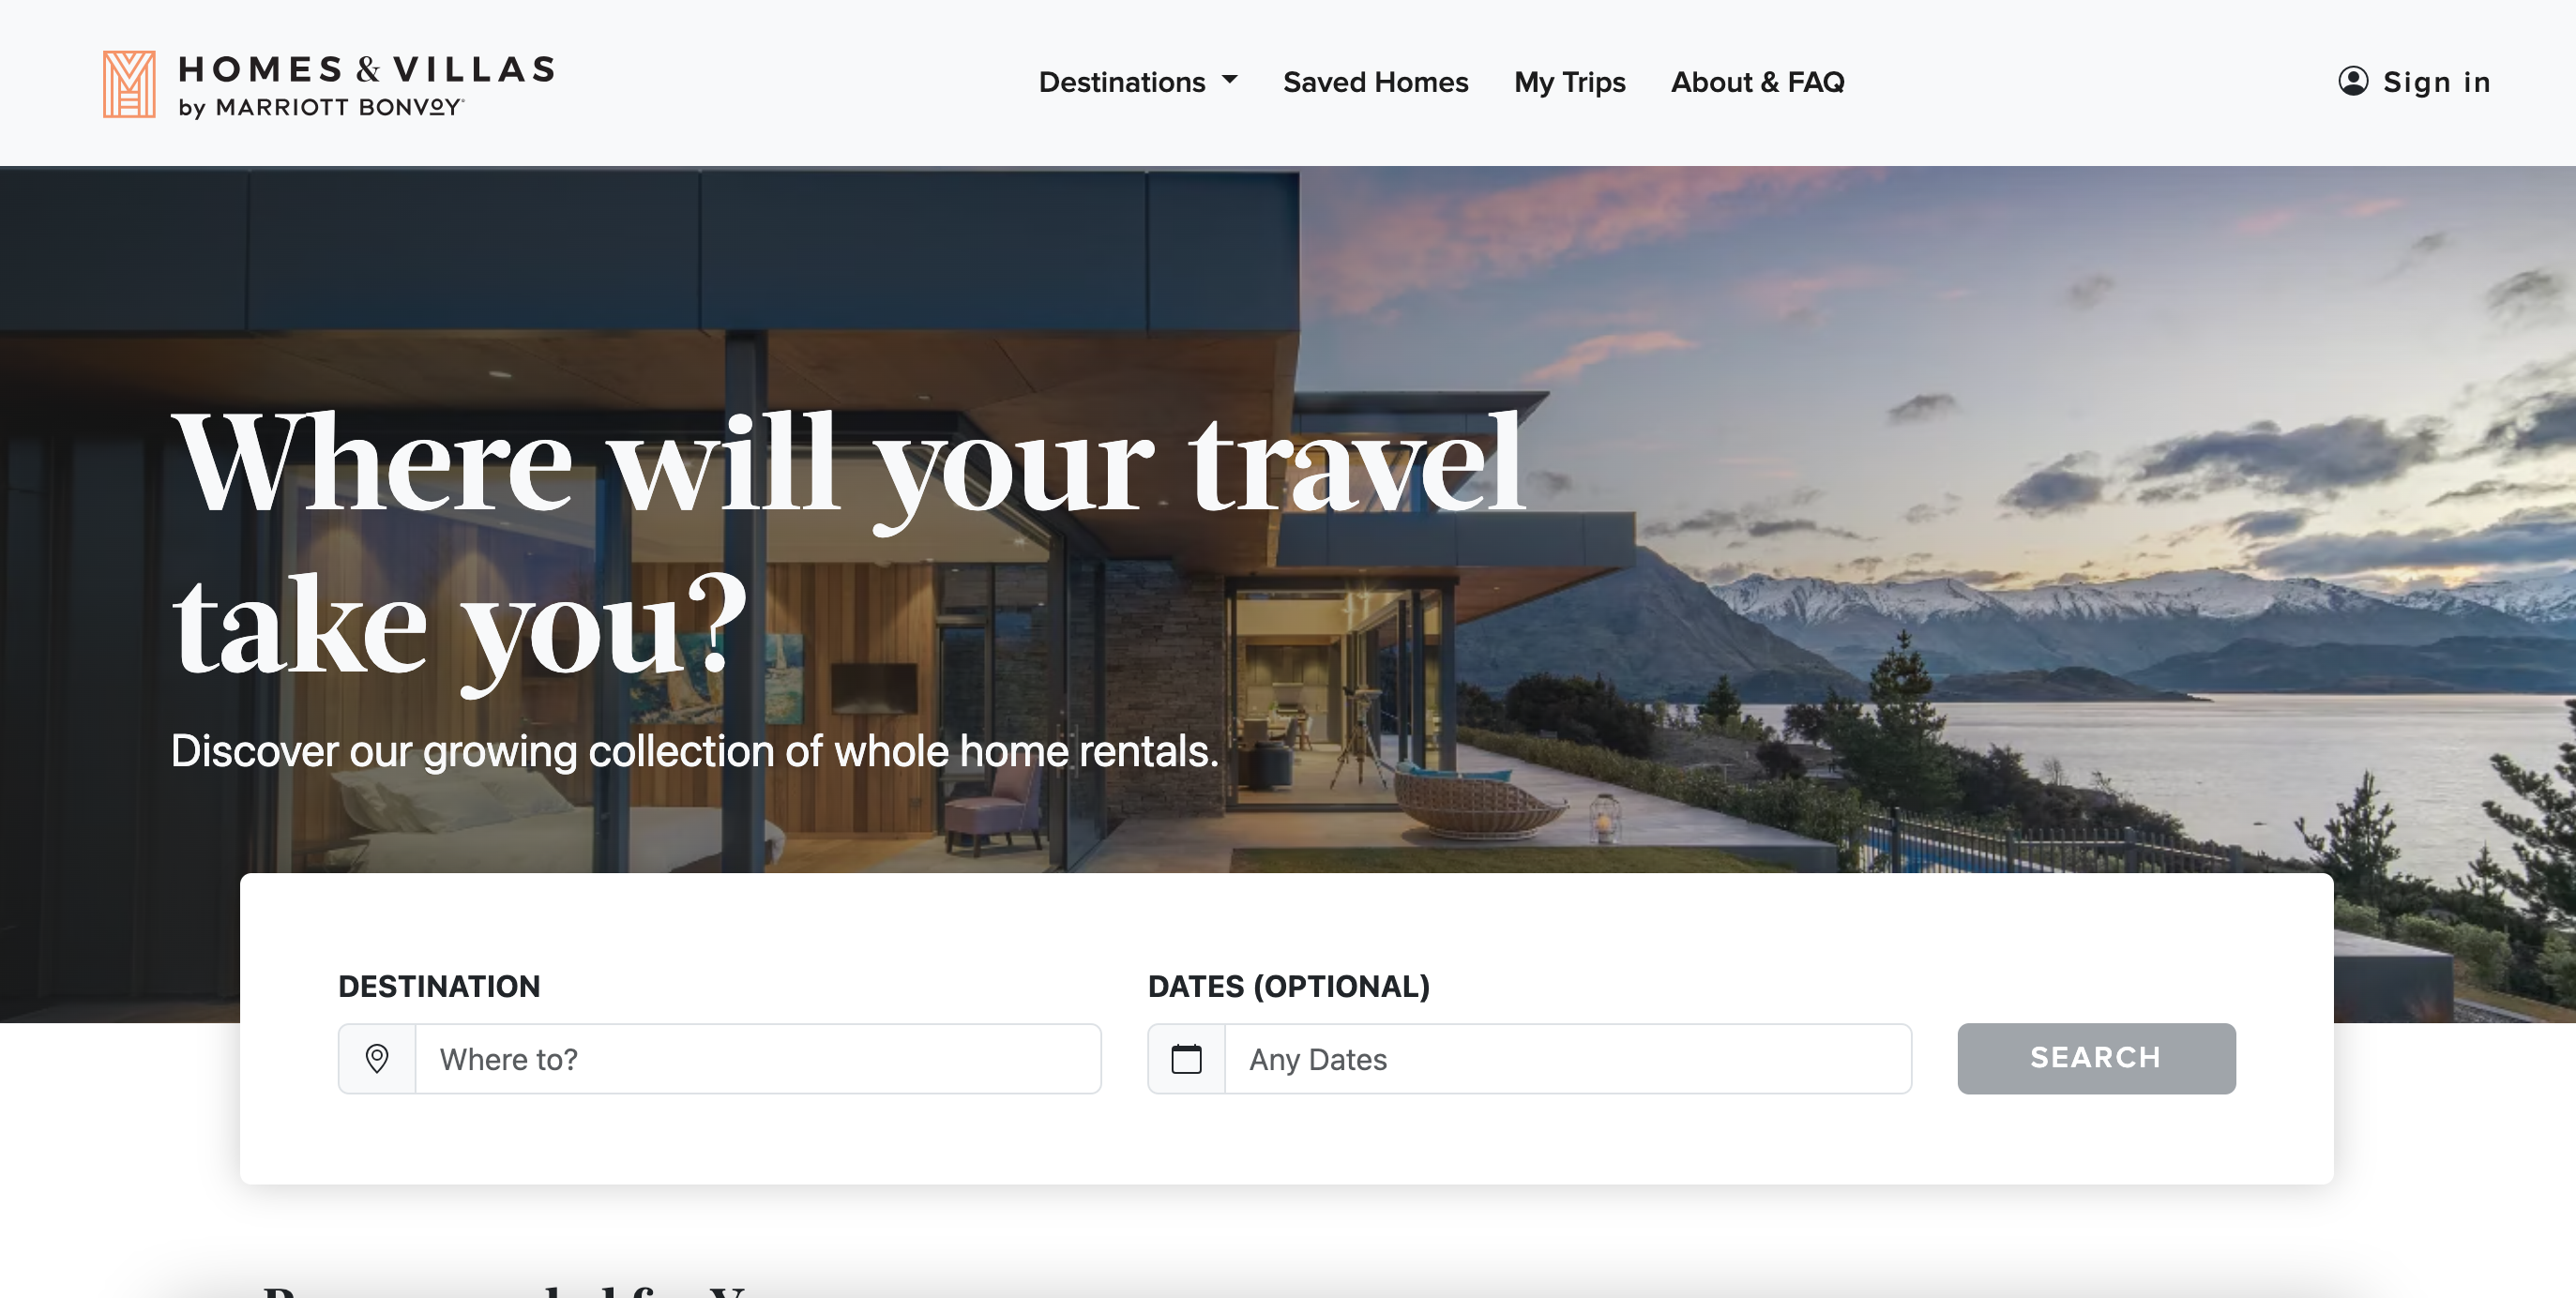 HOMES & VILLAS
by MARRIOTT BONVOY
Destinations
Saved Homes
My Trips
About & FAQ
Sign in
Where will your travel
take you?
Discover our growing collection of whole home rentals.
DESTINATION
DATES (OPTIONAL)
Where to?
Any Dates
SEARCH